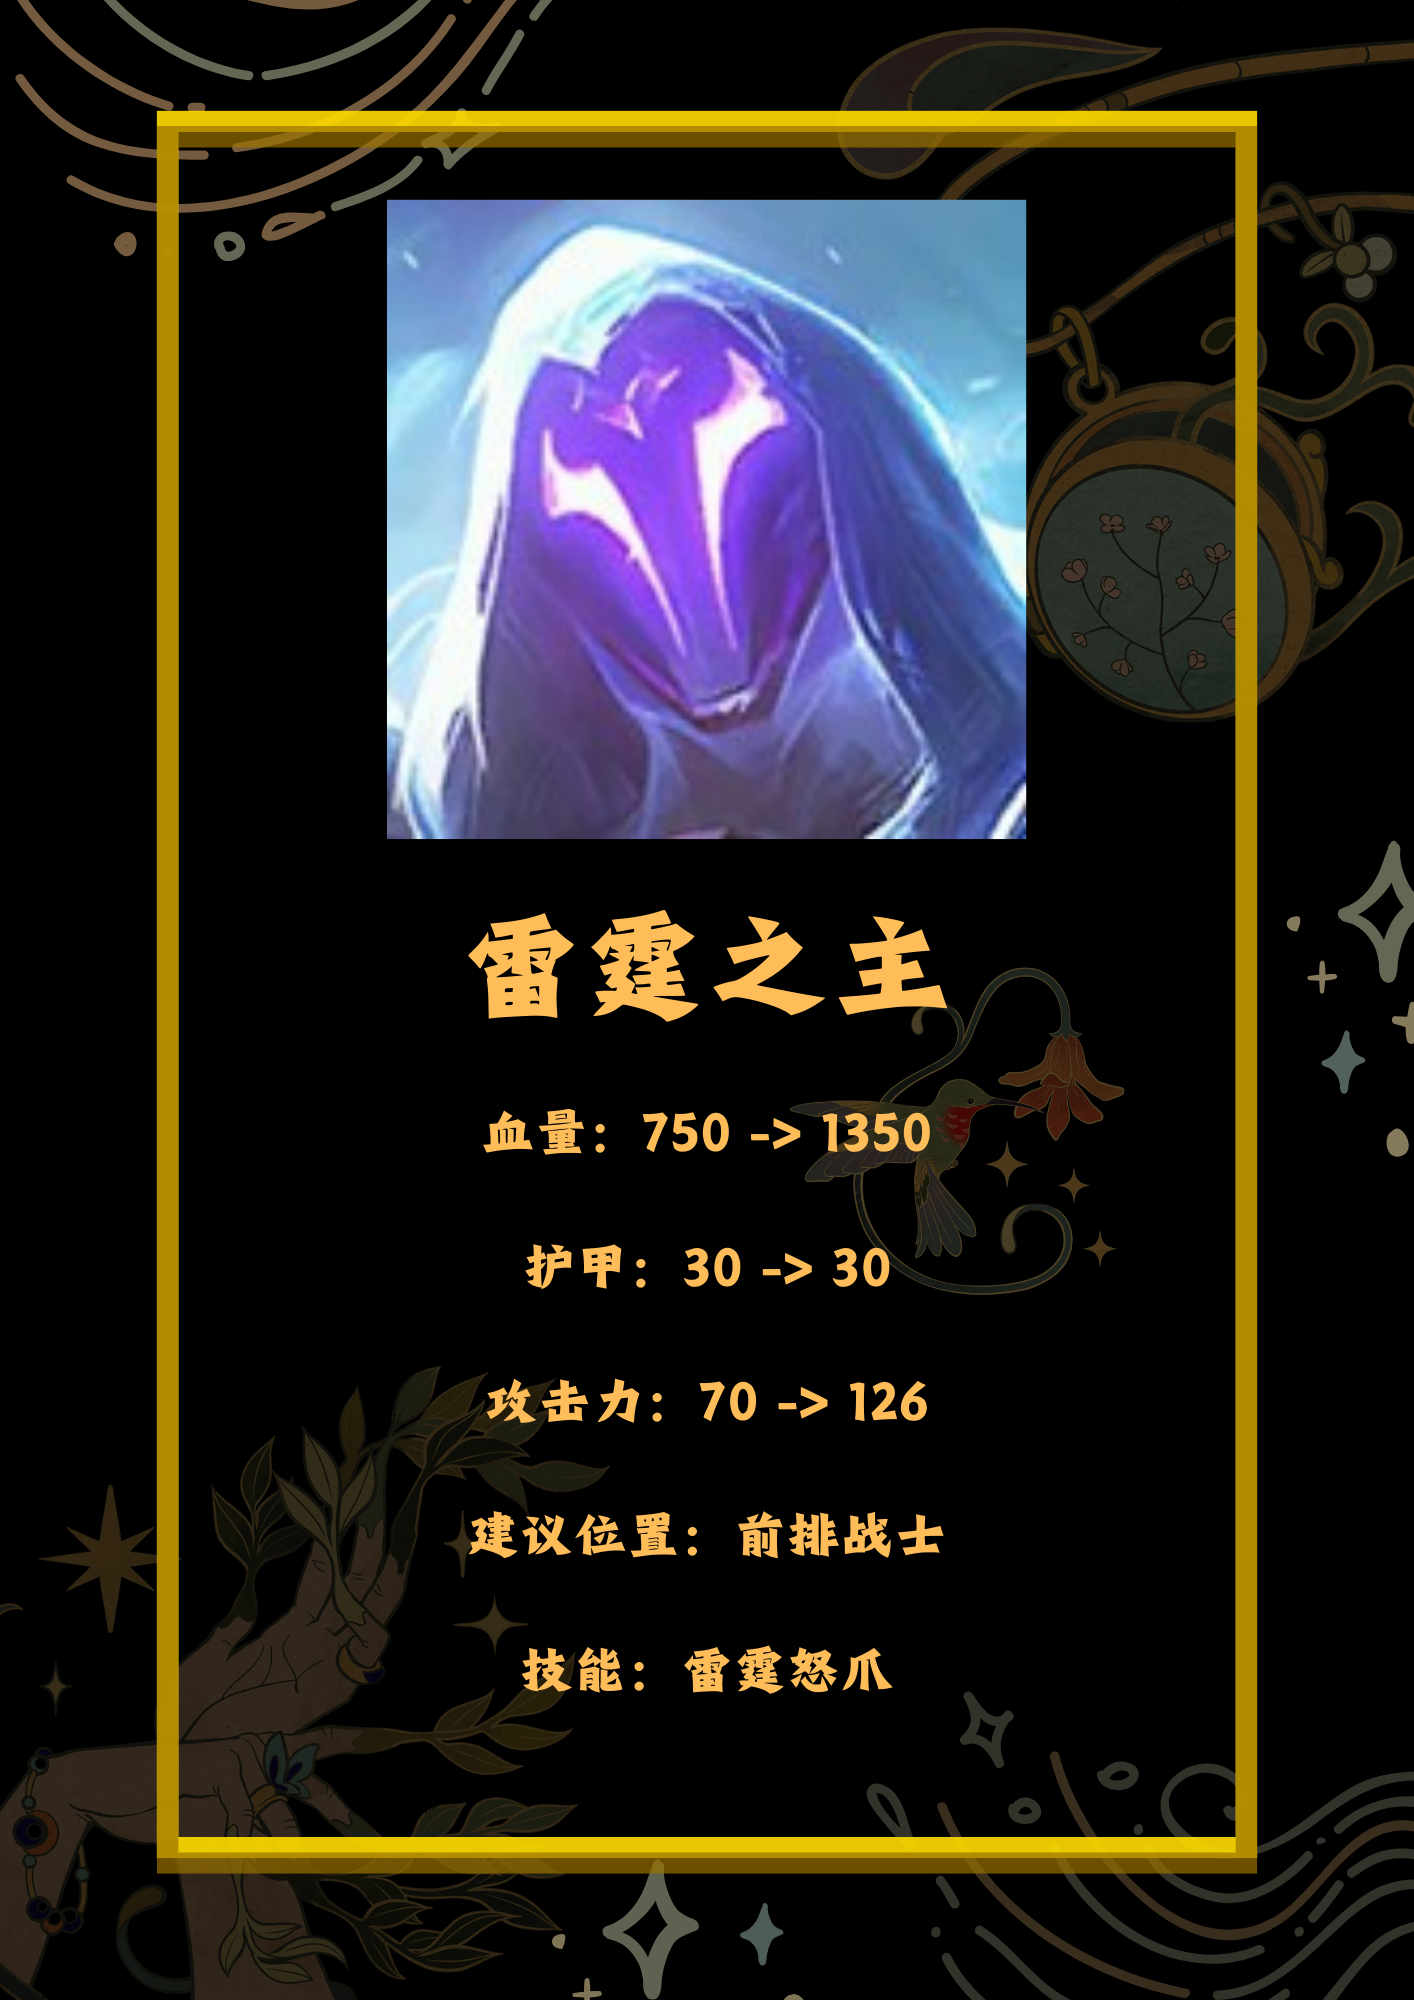 雷霆之主
血量：750 -> 1350
护甲：30 -> 30
攻击力：70 -> 126
建议位置：前排战士
技能：雷霆怒爪